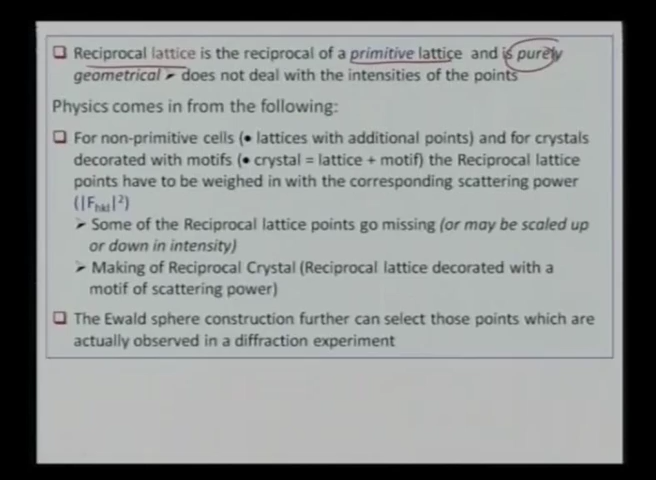 ❑ Reciprocal lattice is the reciprocal of a primitive lattice and is purely
geometrical ➤ does not deal with the intensities of the points
Physics comes in from the following:
❑ For non-primitive cells (• lattices with additional points) and for crystals
decorated with motifs (• crystal = lattice + motif) the Reciprocal lattice
points have to be weighed in with the corresponding scattering power
(|Fhkl|²)
➤ Some of the Reciprocal lattice points go missing (or may be scaled up
or down in intensity)
➤ Making of Reciprocal Crystal (Reciprocal lattice decorated with a
motif of scattering power)
❑ The Ewald sphere construction further can select those points which are
actually observed in a diffraction experiment